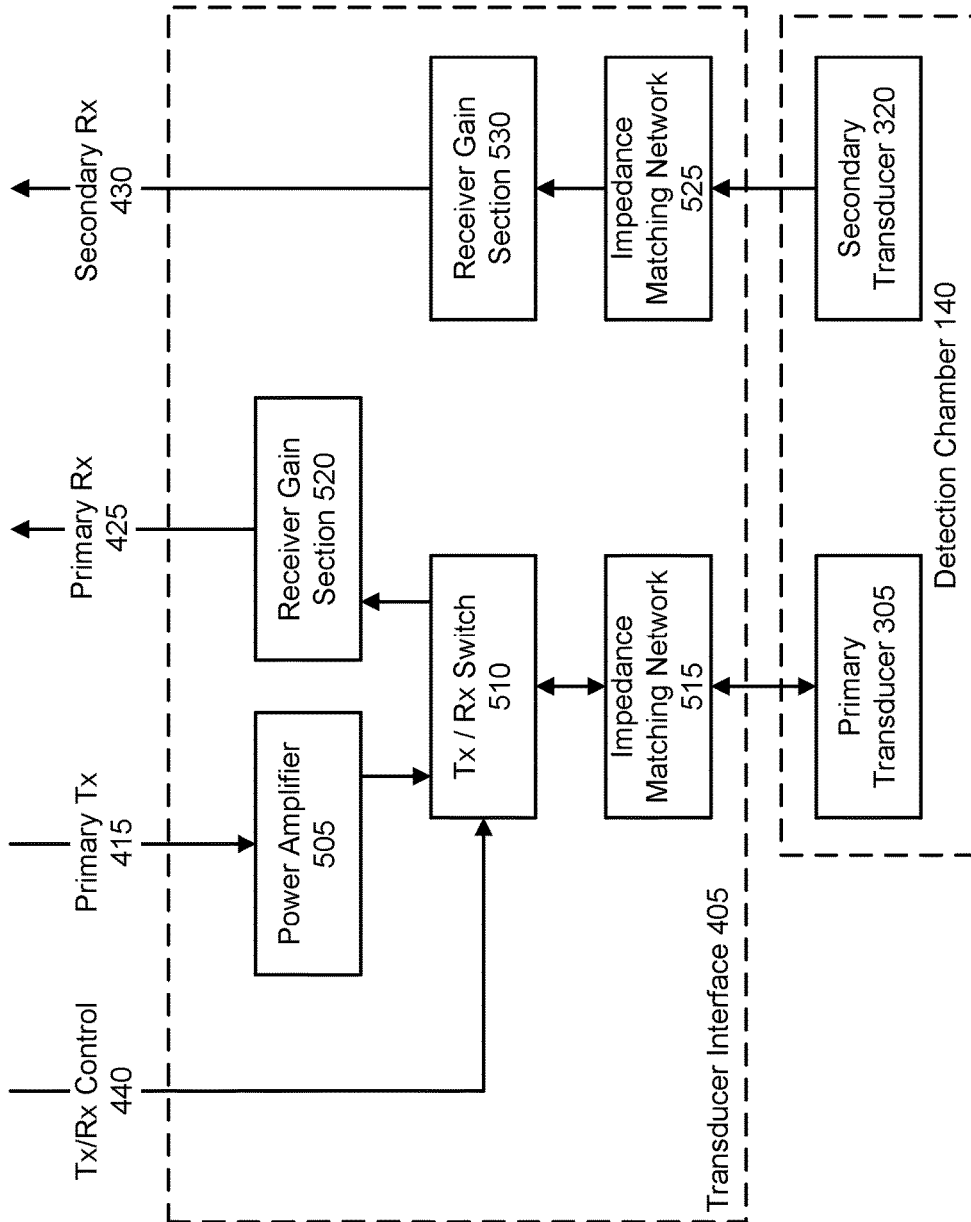 Tx/Rx Control
440
Primary Tx
415
Primary Rx
425
Secondary Rx
430
Power Amplifier
505
Receiver Gain
Section 520
Tx / Rx Switch
510
Receiver Gain
Section 530
Impedance
Matching Network
515
Impedance
Matching Network
525
Transducer Interface 405
Primary
Transducer 305
Secondary
Transducer 320
Detection Chamber 140